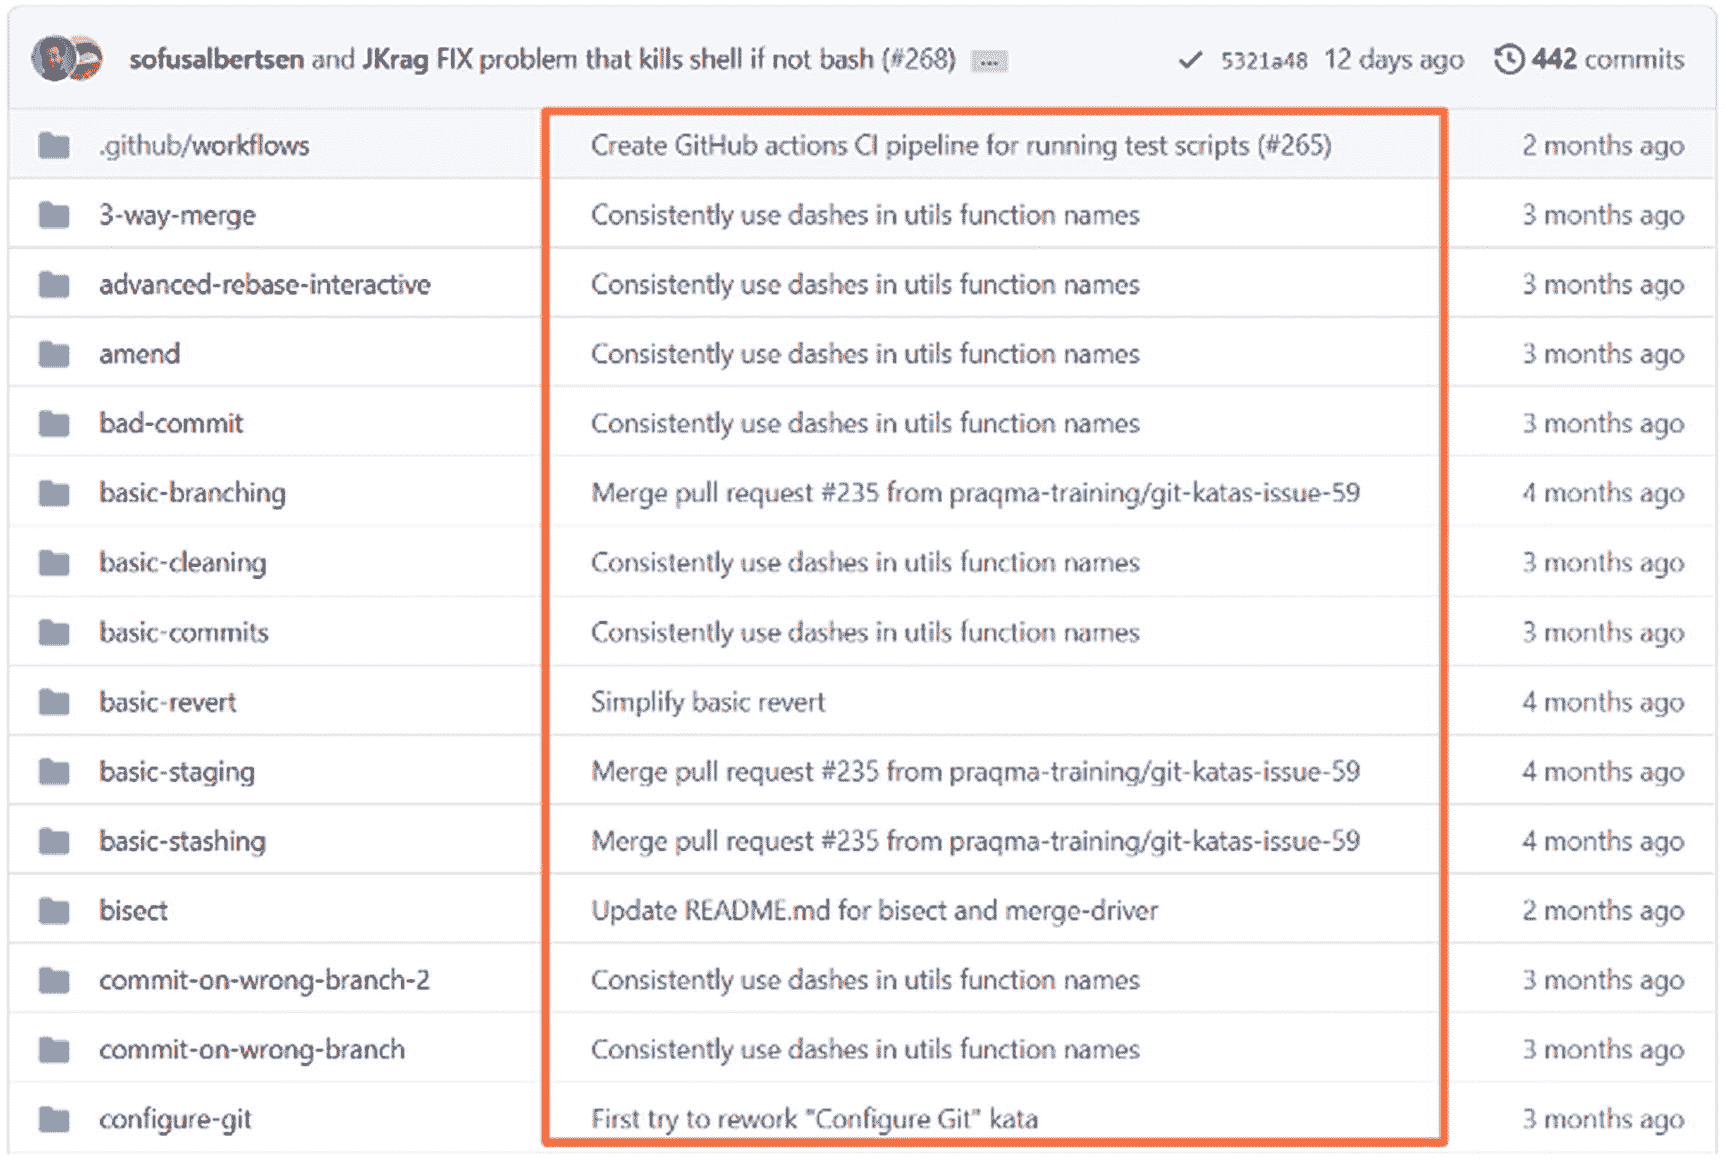 sofusalbertsen and JKrag FIX problem that kills shell if not bash (#268) ... 5321a48 12 days ago 442 commits
.github/workflows Create GitHub actions CI pipeline for running test scripts (#265) 2 months ago
3-way-merge Consistently use dashes in utils function names 3 months ago
advanced-rebase-interactive Consistently use dashes in utils function names 3 months ago
amend Consistently use dashes in utils function names 3 months ago
bad-commit Consistently use dashes in utils function names 3 months ago
basic-branching Merge pull request #235 from praqma-training/git-katas-issue-59 4 months ago
basic-cleaning Consistently use dashes in utils function names 3 months ago
basic-commits Consistently use dashes in utils function names 3 months ago
basic-revert Simplify basic revert 4 months ago
basic-staging Merge pull request #235 from praqma-training/git-katas-issue-59 4 months ago
basic-stashing Merge pull request #235 from praqma-training/git-katas-issue-59 4 months ago
bisect Update README.md for bisect and merge-driver 2 months ago
commit-on-wrong-branch-2 Consistently use dashes in utils function names 3 months ago
commit-on-wrong-branch Consistently use dashes in utils function names 3 months ago
configure-git First try to rework "Configure Git" kata 3 months ago